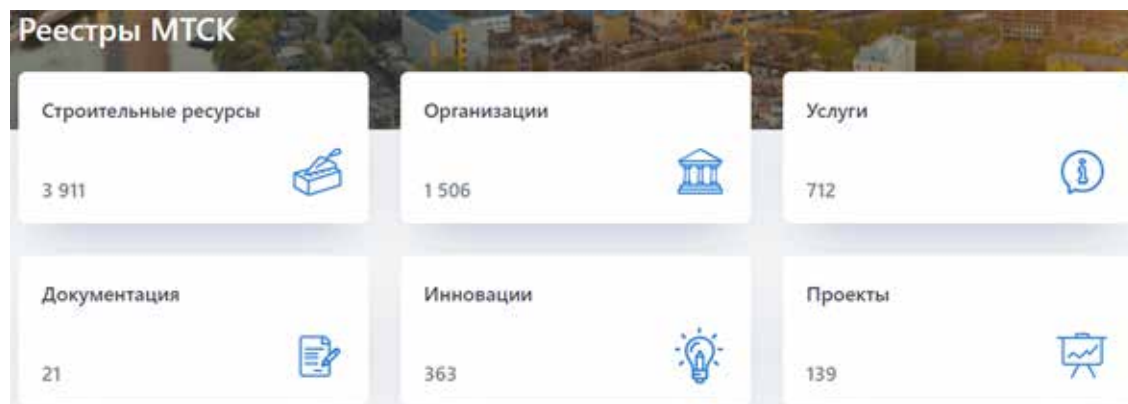 Реестры МТСК
Строительные ресурсы
3 911
Организации
1 506
Услуги
712
Документация
21
Инновации
363
Проекты
139